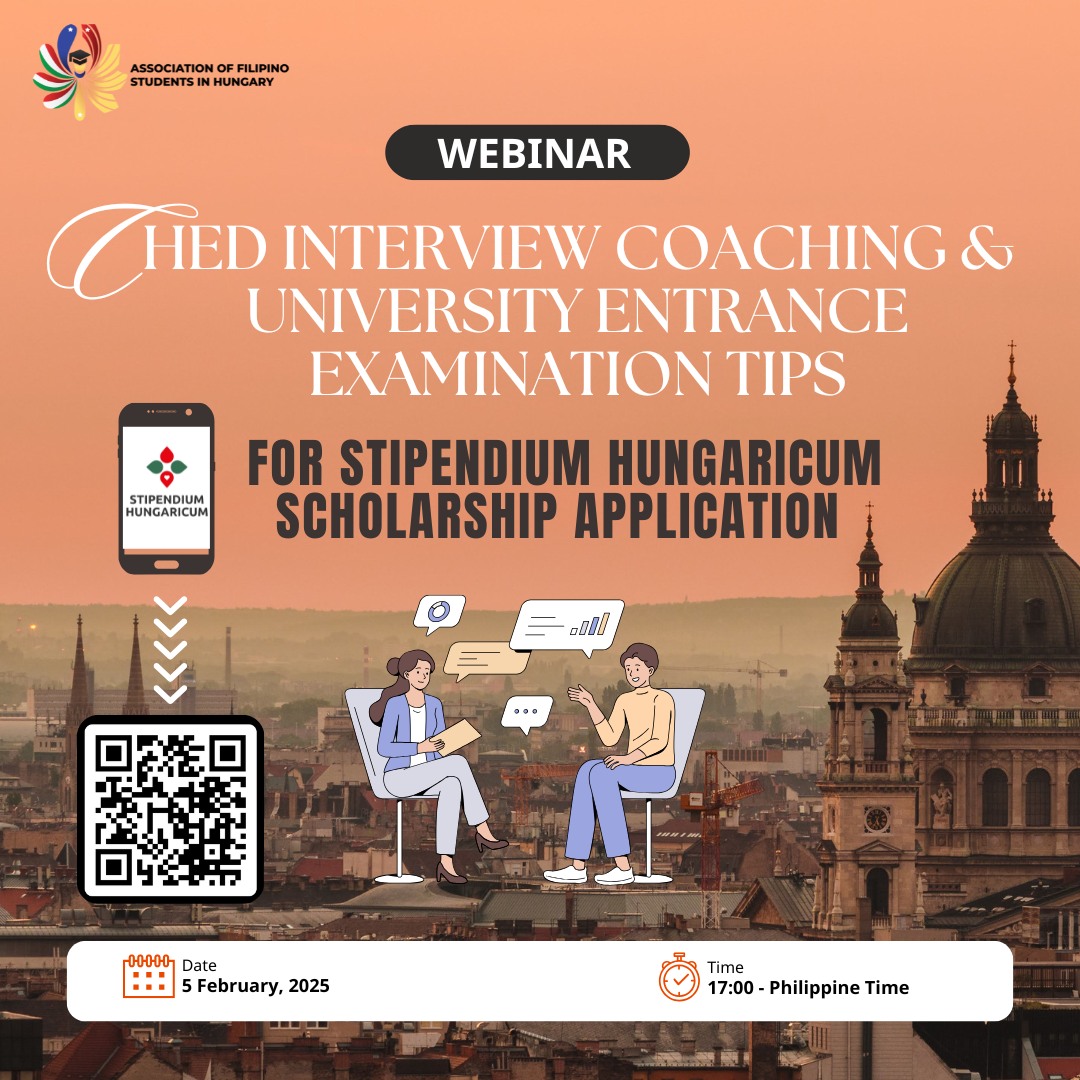 ASSOCIATION OF FILIPINO
STUDENTS IN HUNGARY
WEBINAR
CHED INTERVIEW COACHING &
UNIVERSITY ENTRANCE
EXAMINATION TIPS
STIPENDIUM
HUNGARICUM
FOR STIPENDIUM HUNGARICUM
SCHOLARSHIP APPLICATION
Date
5 February, 2025
Time
17:00 - Philippine Time